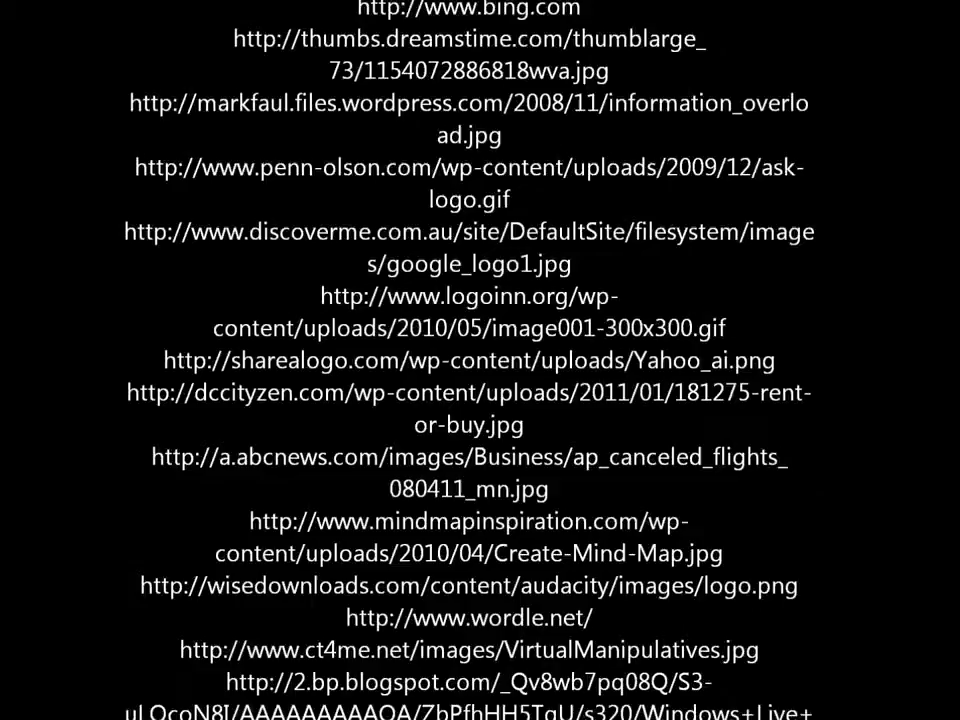 http://www.bing.com
http://thumbs.dreamstime.com/thumblarge_
73/1154072886818wva.jpg
http://markfaul.files.wordpress.com/2008/11/information_overlo
ad.jpg
http://www.penn-olson.com/wp-content/uploads/2009/12/ask-
logo.gif
http://www.discoverme.com.au/site/DefaultSite/filesystem/image
s/google_logo1.jpg
http://www.logoinn.org/wp-
content/uploads/2010/05/image001-300x300.gif
http://sharealogo.com/wp-content/uploads/Yahoo_ai.png
http://dccityzen.com/wp-content/uploads/2011/01/181275-rent-
or-buy.jpg
http://a.abcnews.com/images/Business/ap_canceled_flights_
080411_mn.jpg
http://www.mindmapinspiration.com/wp-
content/uploads/2010/04/Create-Mind-Map.jpg
http://wisedownloads.com/content/audacity/images/logo.png
http://www.wordle.net/
http://www.ct4me.net/images/VirtualManipulatives.jpg
http://2.bp.blogspot.com/_Qv8wb7pq08Q/S3-